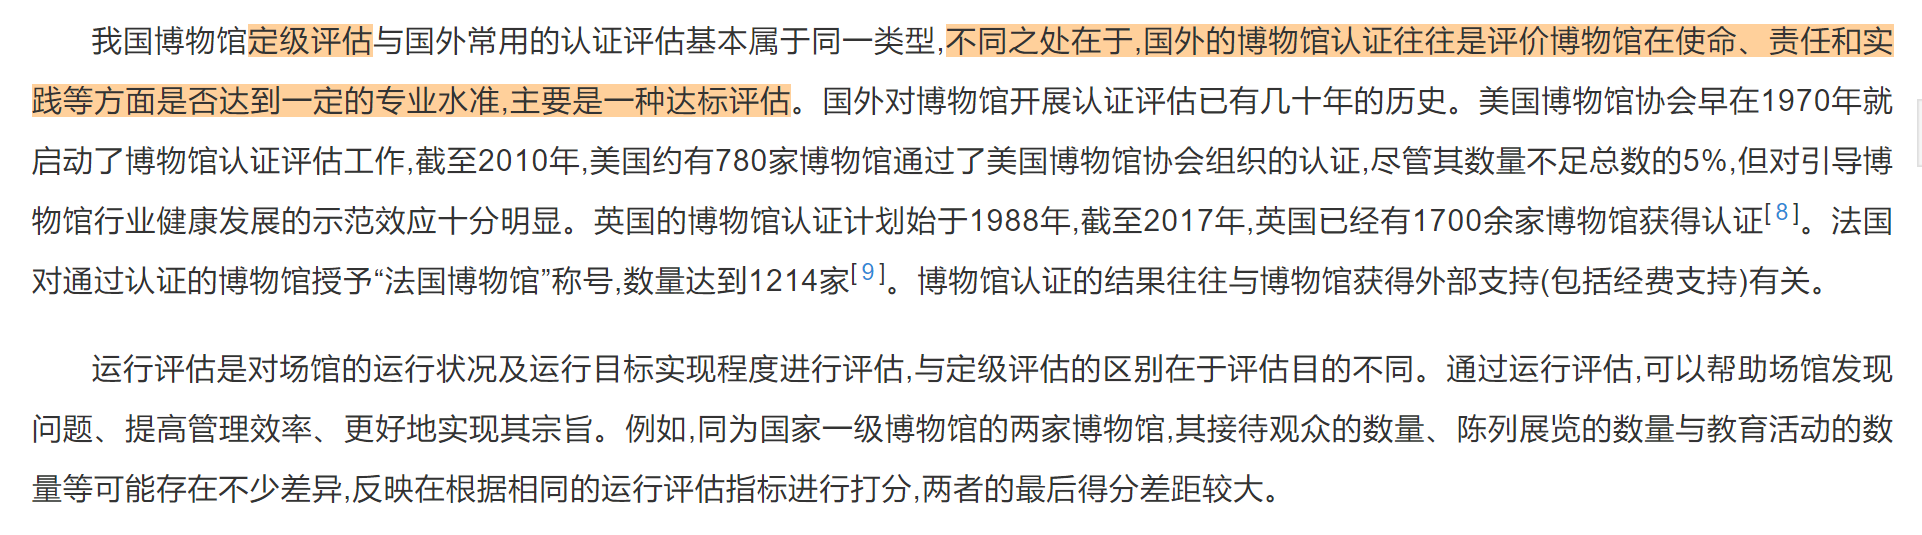 我国博物馆定级评估与国外常用的认证评估基本属于同一类型,不同之处在于,国外的博物馆认证往往是评价博物馆在使命、责任和实
践等方面是否达到一定的专业水准,主要是一种达标评估。国外对博物馆开展认证评估已有几十年的历史。美国博物馆协会早在1970年就
启动了博物馆认证评估工作,截至2010年,美国约有780家博物馆通过了美国博物馆协会组织的认证,尽管其数量不足总数的5%,但对引导博
物馆行业健康发展的示范效应十分明显。英国的博物馆认证计划始于1988年,截至2017年,英国已经有1700余家博物馆获得认证[8]。法国
对通过认证的博物馆授予“法国博物馆”称号,数量达到1214家[9]。博物馆认证的结果往往与博物馆获得外部支持(包括经费支持)有关。
运行评估是对场馆的运行状况及运行目标实现程度进行评估,与定级评估的区别在于评估目的不同。通过运行评估,可以帮助场馆发现
问题、提高管理效率、更好地实现其宗旨。例如,同为国家一级博物馆的两家博物馆,其接待观众的数量、陈列展览的数量与教育活动的数
量等可能存在不少差异,反映在根据相同的运行评估指标进行打分,两者的最后得分差距较大。